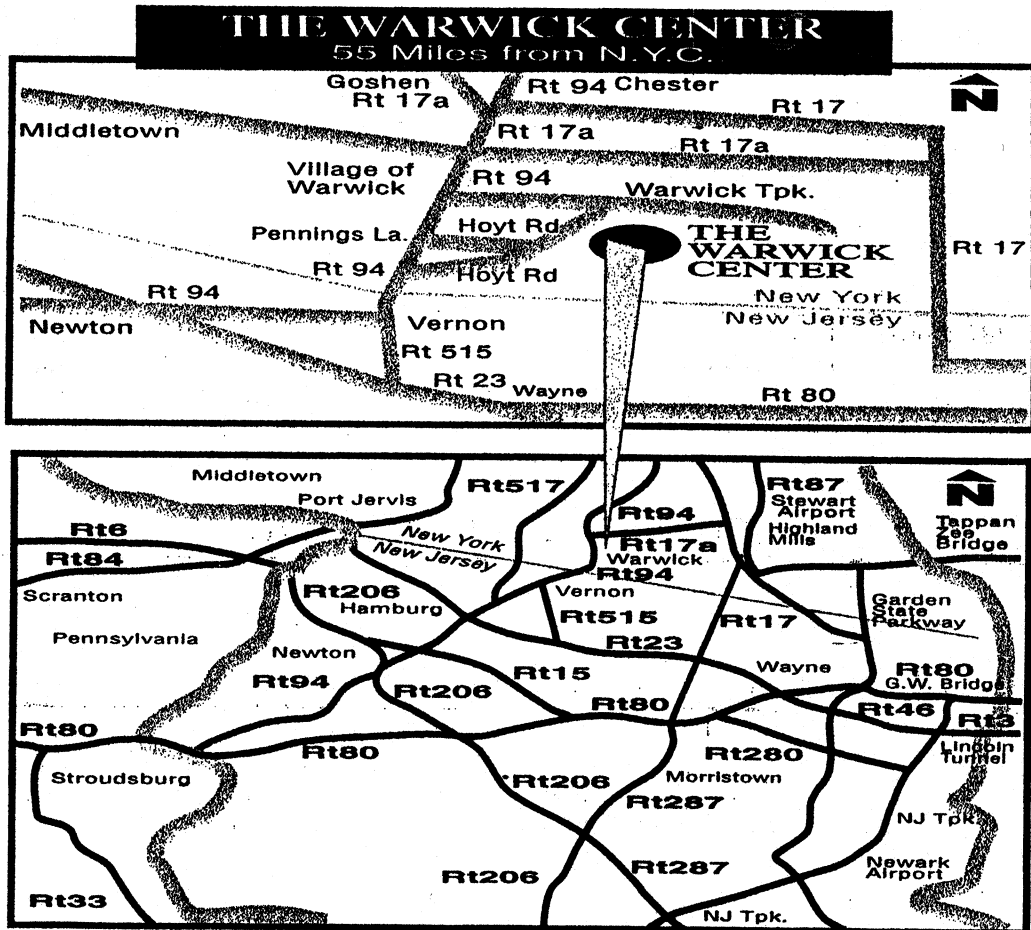 THE WARWICK CENTER
55 Miles from N.Y.C.
Goshen
Rt 17a
Rt 94 Chester
Rt 17
N
Middletown
Rt 17a
Rt 17a
Village of
Warwick
Rt 94
Warwick Tpk.
Pennings La.
Hoyt Rd
THE
WARWICK
CENTER
Rt 17
Rt 94
Hoyt Rd
Rt 94
New York
New Jersey
Newton
Vernon
Rt 515
Rt 23
Wayne
Rt 80
Middletown
Port Jervis
Rt517
Rt87
Stewart
Airport
Highland
Mills
N
Tappan
Zee
Bridge
Rt94
Rt6
New York
New Jersey
Rt17a
Warwick
Rt94
Rt84
Scranton
Rt206
Hamburg
Vernon
Rt515
Rt17
Garden
State
Parkway
Pennsylvania
Newton
Rt23
Wayne
Rt15
Rt80
G.W. Bridge
Rt94
Rt206
Rt80
Rt46
Rt3
Rt80
Rt80
Rt280
Lincoln
Tunnel
Stroudsburg
Rt206
Morristown
Rt287
NJ Tpk.
Rt206
Rt287
Newark
Airport
Rt33
NJ Tpk.